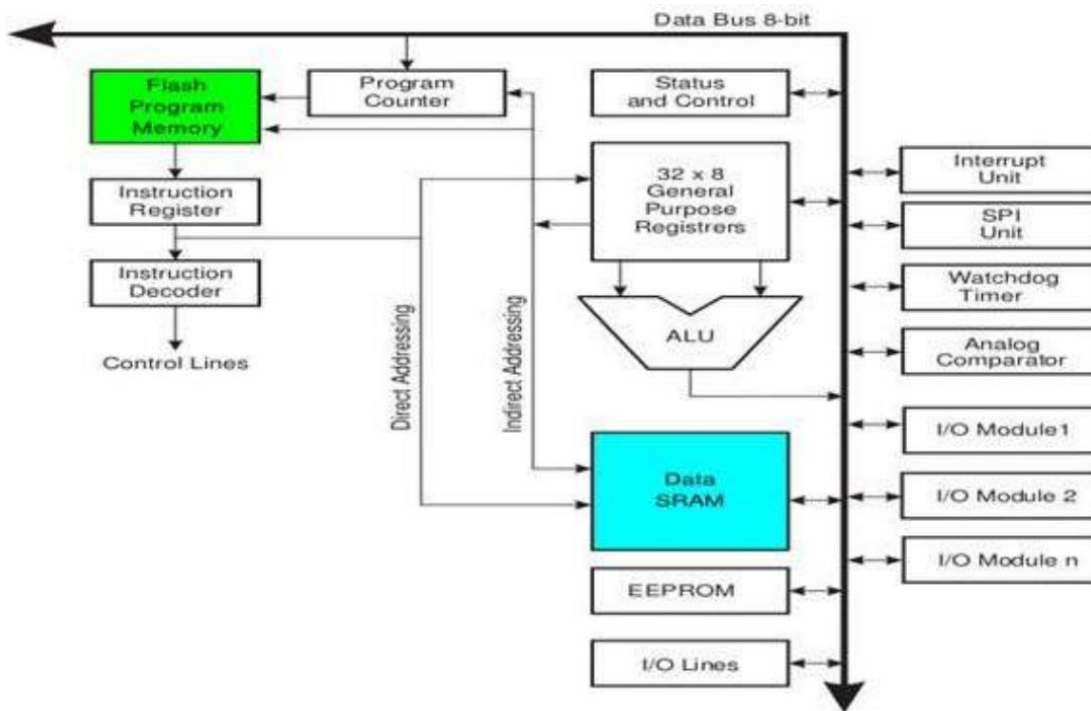 Data Bus 8-bit
Flash
Program
Memory
Program
Counter
Status
and Control
Instruction
Register
32 x 8
General
Purpose
Registrers
Interrupt
Unit
SPI
Unit
Instruction
Decoder
Watchdog
Timer
Control Lines
Direct Addressing
Indirect Addressing
ALU
Analog
Comparator
I/O Module1
Data
SRAM
I/O Module 2
I/O Module n
EEPROM
I/O Lines